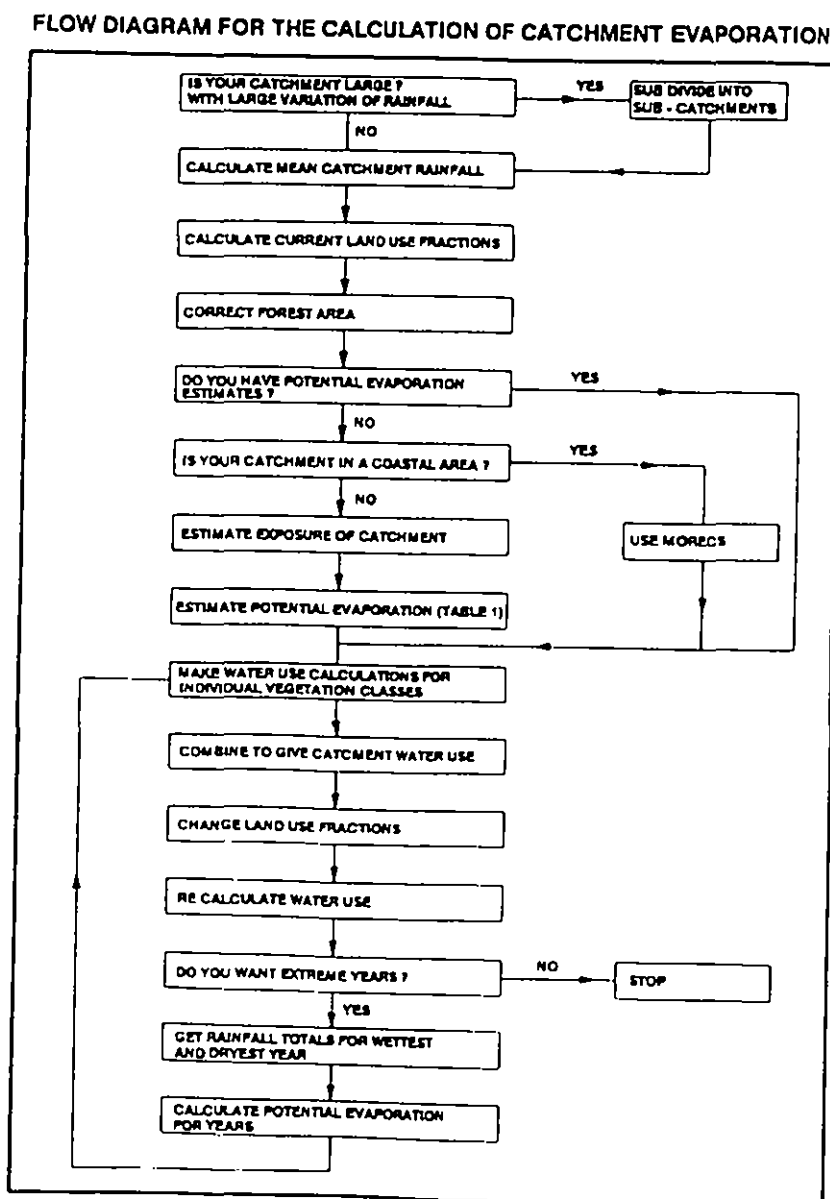 FLOW DIAGRAM FOR THE CALCULATION OF CATCHMENT EVAPORATION
IS YOUR CATCHMENT LARGE ?
WITH LARGE VARIATION OF RAINFALL
YES
SUB DIVIDE INTO
SUB - CATCHMENTS
NO
CALCULATE MEAN CATCHMENT RAINFALL
CALCULATE CURRENT LAND USE FRACTIONS
CORRECT FOREST AREA
DO YOU HAVE POTENTIAL EVAPORATION
ESTIMATES ?
YES
NO
IS YOUR CATCHMENT IN A COASTAL AREA ?
YES
NO
ESTIMATE EXPOSURE OF CATCHMENT
USE MORECS
ESTIMATE POTENTIAL EVAPORATION (TABLE 1)
MAKE WATER USE CALCULATIONS FOR
INDIVIDUAL VEGETATION CLASSES
COMBINE TO GIVE CATCMENT WATER USE
CHANGE LAND USE FRACTIONS
RE CALCULATE WATER USE
DO YOU WANT EXTREME YEARS ?
NO
STOP
YES
GET RAINFALL TOTALS FOR WETTEST
AND DRYEST YEAR
CALCULATE POTENTIAL EVAPORATION
FOR YEARS